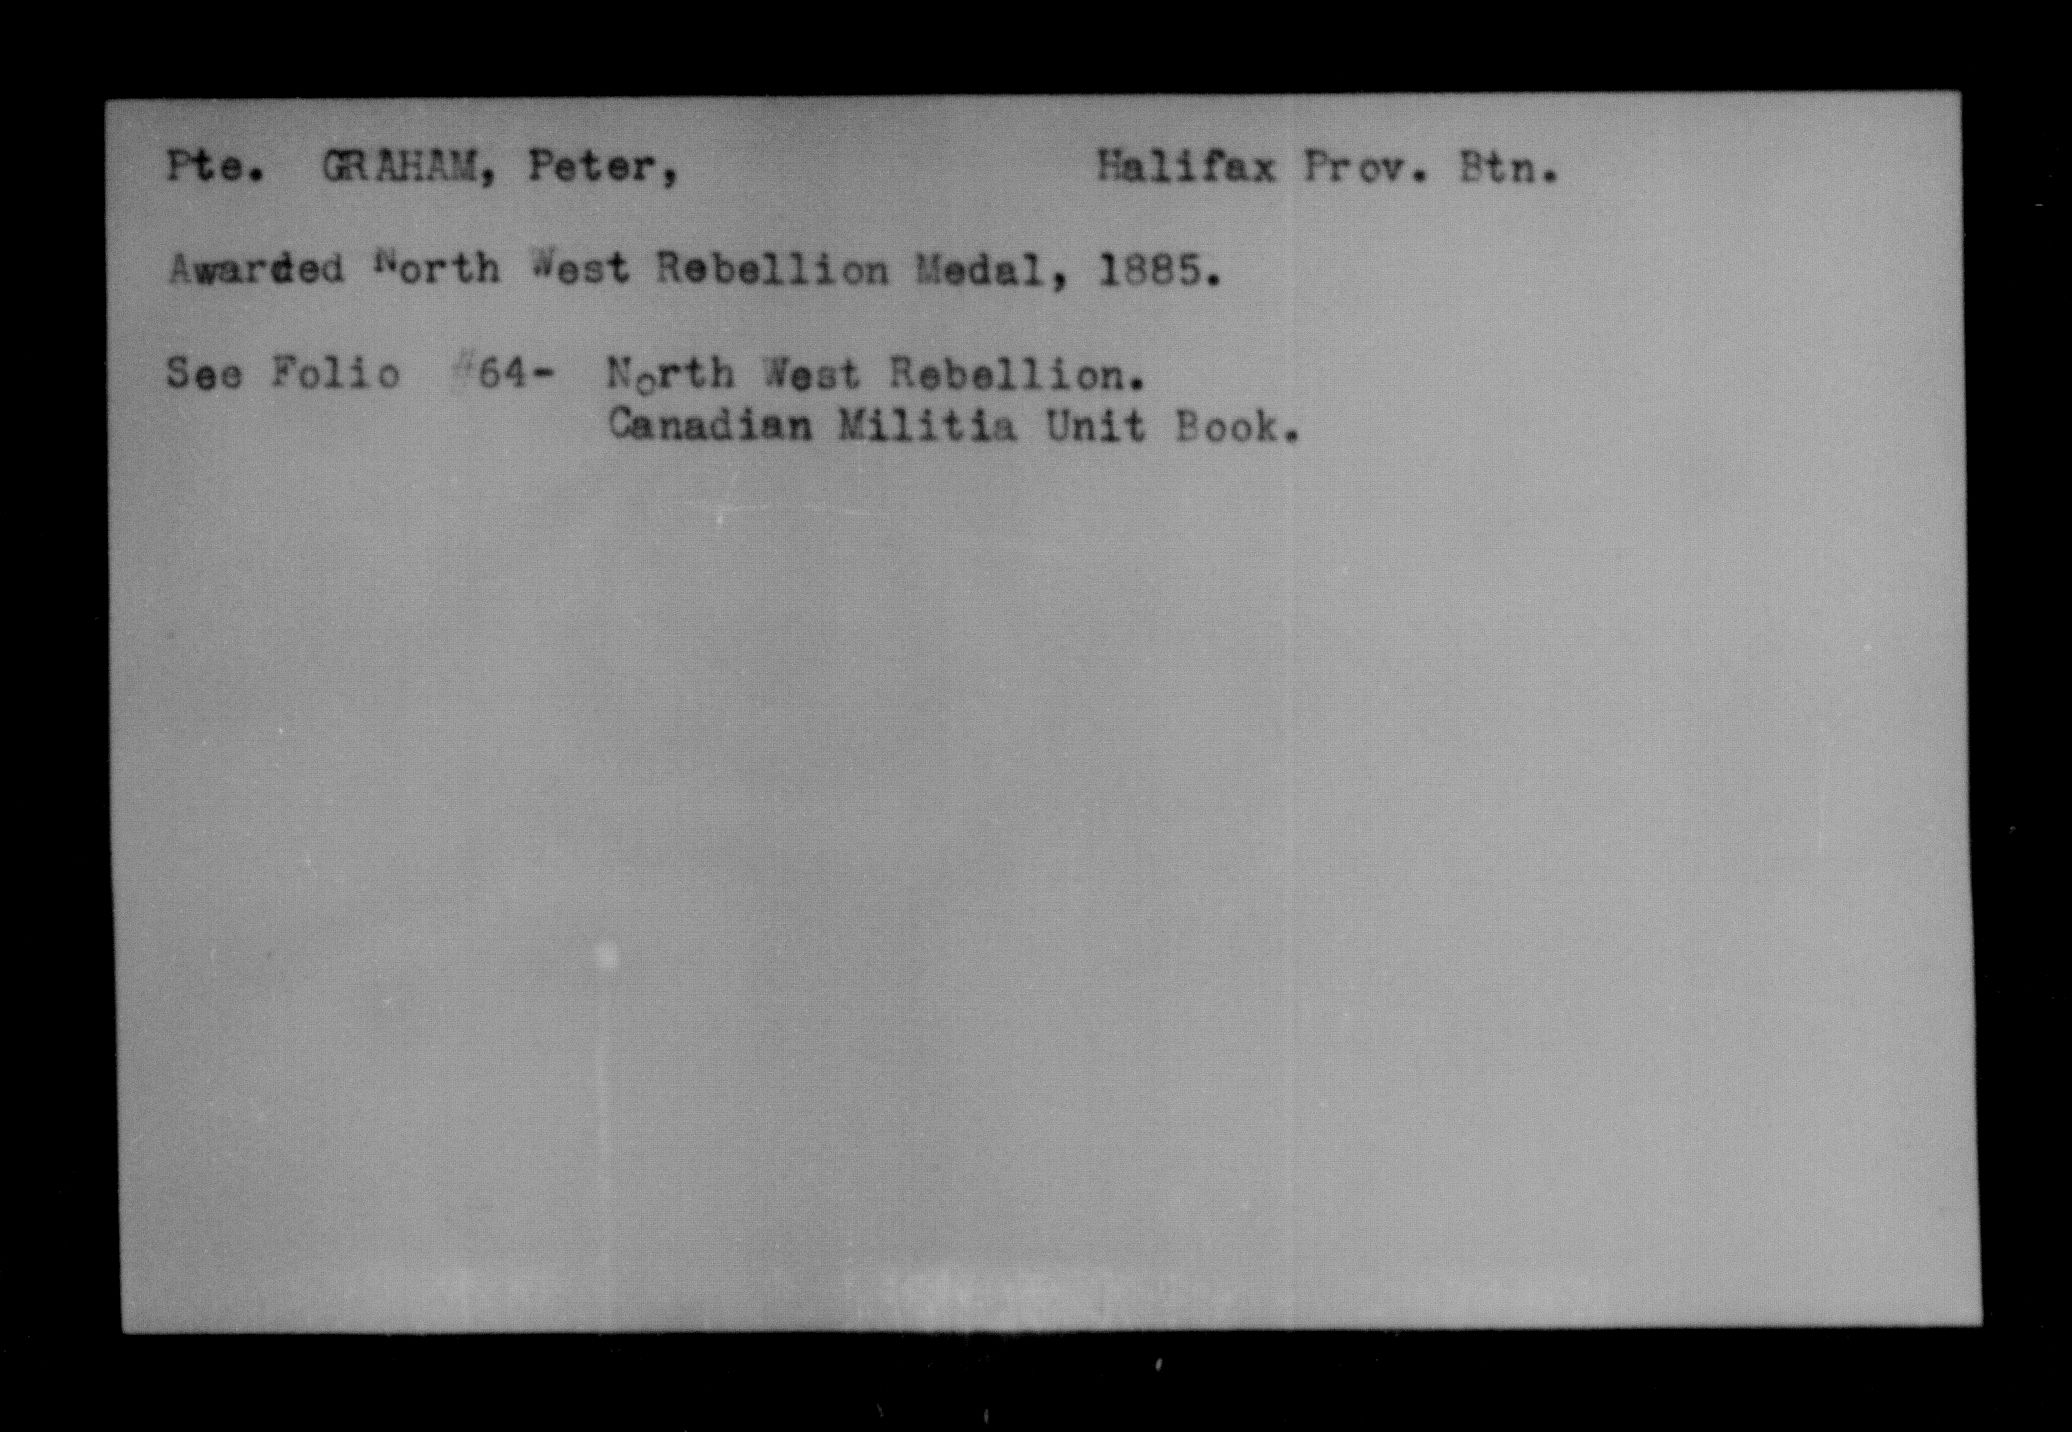 Pte. GRAHAM, Peter, Halifax Prov. Btn.
Awarded North West Rebellion Medal, 1885.
See Folio #64- North West Rebellion.
Canadian Militia Unit Book.